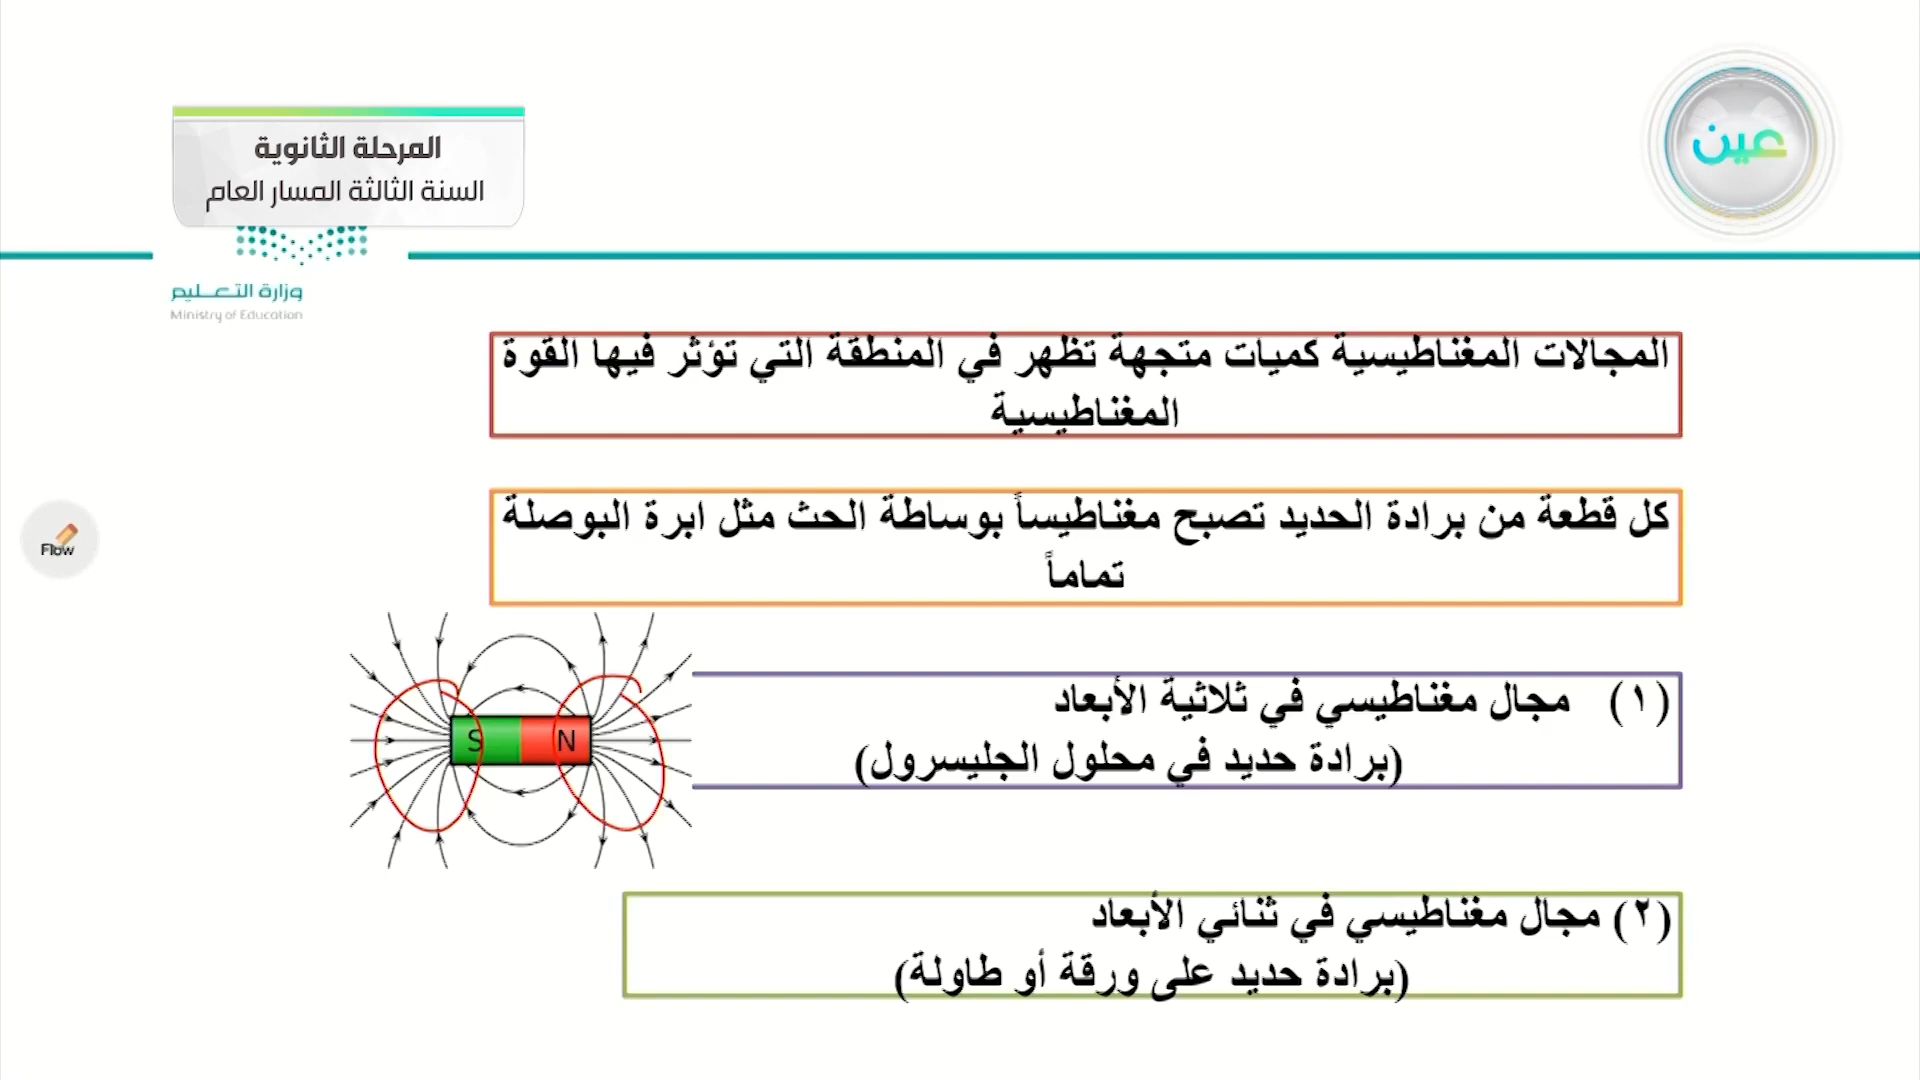 عين
المرحلة الثانوية
السنة الثالثة المسار العام
وزارة التعليم
Ministry of Education
المجالات المغناطيسية كميات متجهة تظهر في المنطقة التي تؤثر فيها القوة
المغناطيسية
كل قطعة من برادة الحديد تصبح مغناطيساً بوساطة الحث مثل ابرة البوصلة
تماماً
Flow
(١) مجال مغناطيسي في ثلاثية الأبعاد
(برادة حديد في محلول الجليسرول)
S N
(٢) مجال مغناطيسي في ثنائي الأبعاد
(برادة حديد على ورقة أو طاولة)